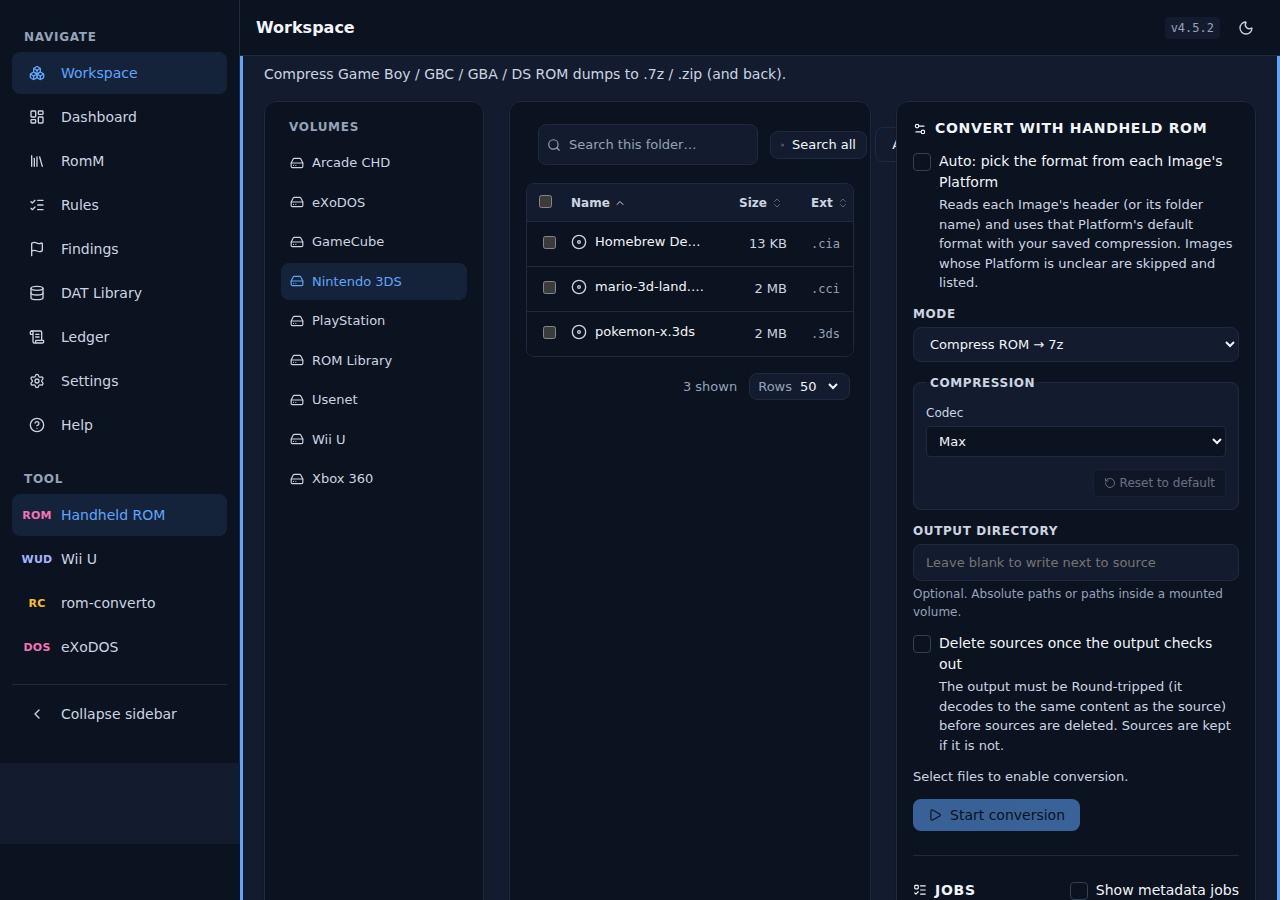 NAVIGATE
Workspace
Dashboard
RomM
Rules
Findings
DAT Library
Ledger
Settings
Help
TOOL
ROM Handheld ROM
WUD Wii U
RC rom-converto
DOS eXoDOS
Collapse sidebar
Workspace
v4.5.2
Compress Game Boy / GBC / GBA / DS ROM dumps to .7z / .zip (and back).
VOLUMES
Arcade CHD
eXoDOS
GameCube
Nintendo 3DS
PlayStation
ROM Library
Usenet
Wii U
Xbox 360
Search this folder…
Search all
Name Size Ext
Homebrew De… 13 KB .cia
mario-3d-land.… 2 MB .cci
pokemon-x.3ds 2 MB .3ds
3 shown Rows 50
CONVERT WITH HANDHELD ROM
Auto: pick the format from each Image's
Platform
Reads each Image's header (or its folder
name) and uses that Platform's default
format with your saved compression. Images
whose Platform is unclear are skipped and
listed.
MODE
Compress ROM → 7z
COMPRESSION
Codec
Max
Reset to default
OUTPUT DIRECTORY
Leave blank to write next to source
Optional. Absolute paths or paths inside a mounted
volume.
Delete sources once the output checks
out
The output must be Round-tripped (it
decodes to the same content as the source)
before sources are deleted. Sources are kept
if it is not.
Select files to enable conversion.
Start conversion
JOBS
Show metadata jobs